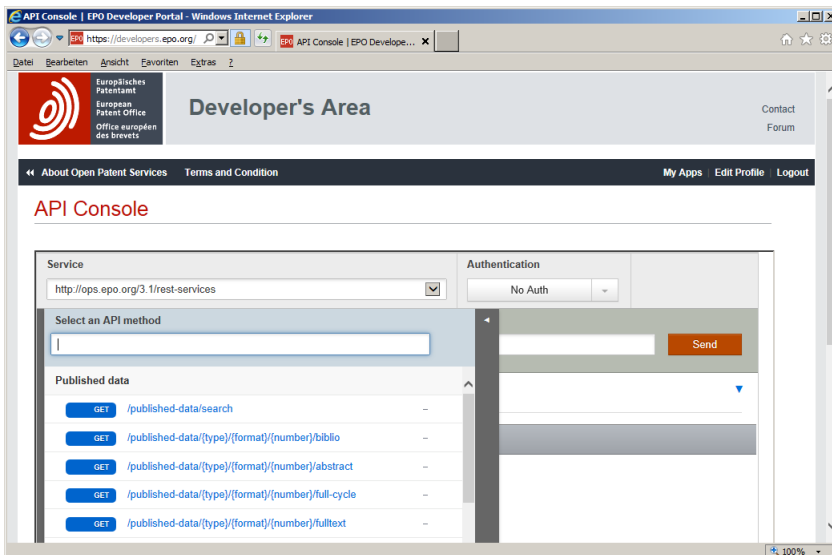 API Console | EPO Developer Portal - Windows Internet Explorer
EPO https://developers.epo.org/
EPO API Console | EPO Develope... X
Datei Bearbeiten Ansicht Favoriten Extras ?
Europäisches
Patentamt
European
Patent Office
Office européen
des brevets
Developer's Area
Contact
Forum
About Open Patent Services Terms and Condition My Apps | Edit Profile | Logout
API Console
Service Authentication
http://ops.epo.org/3.1/rest-services No Auth
Select an API method
Send
Published data
GET /published-data/search –
GET /published-data/{type}/{format}/{number}/biblio –
GET /published-data/{type}/{format}/{number}/abstract –
GET /published-data/{type}/{format}/{number}/full-cycle –
GET /published-data/{type}/{format}/{number}/fulltext –
100%